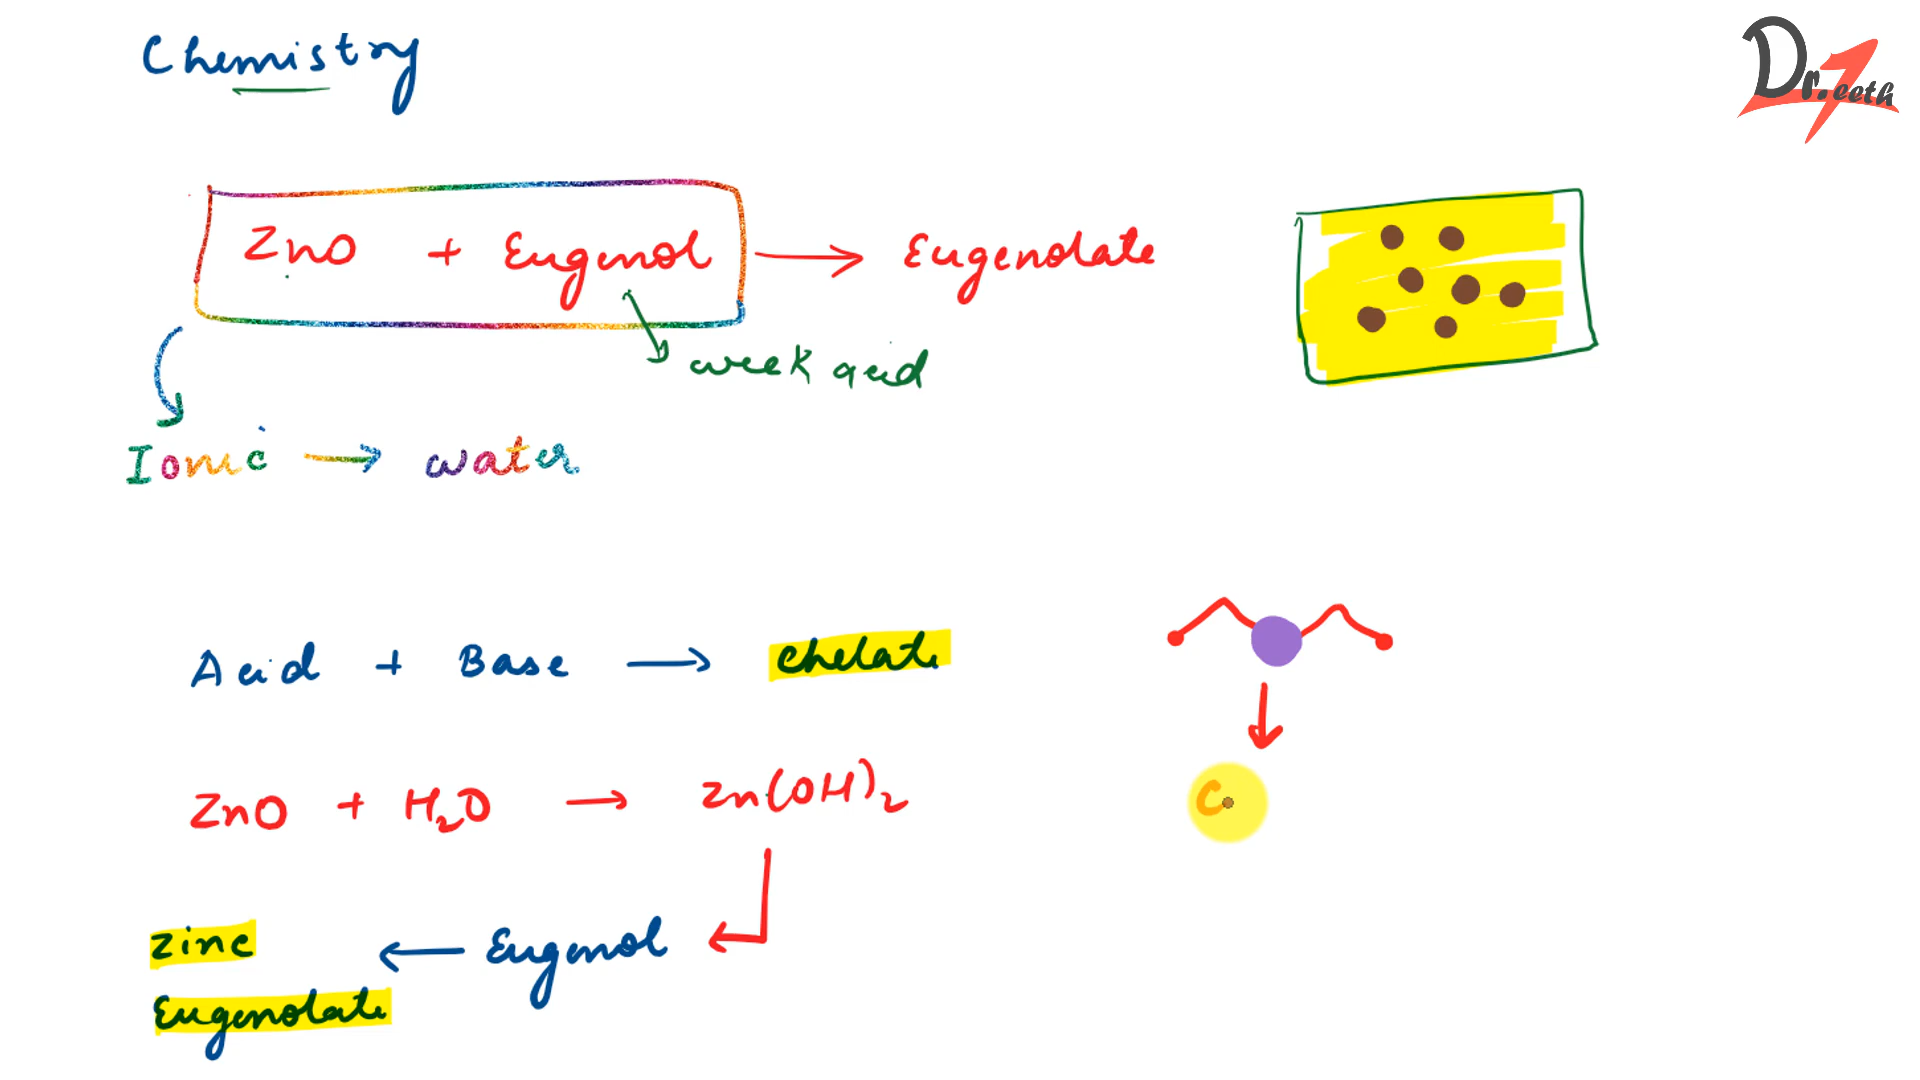 Chemistry
Dr.eeth
ZnO + Eugenol → Eugenolate
week acid
Ionic → water
Acid + Base → chelate
ZnO + H₂O → Zn(OH)₂
C
zinc ← Eugenol
Eugenolate